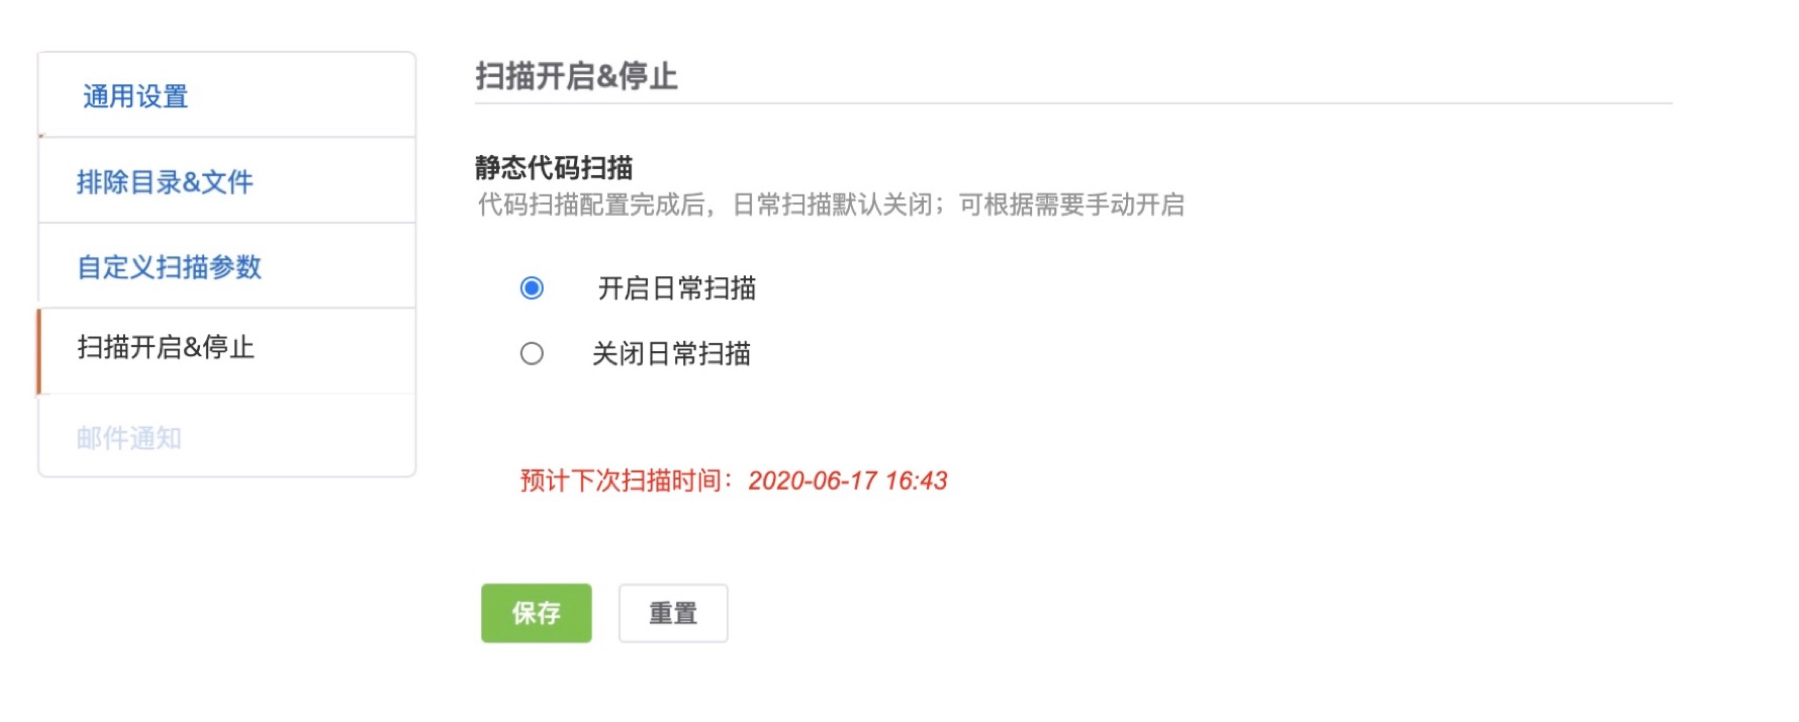 通用设置
排除目录&文件
自定义扫描参数
扫描开启&停止
邮件通知
扫描开启&停止
静态代码扫描
代码扫描配置完成后，日常扫描默认关闭；可根据需要手动开启
开启日常扫描
关闭日常扫描
预计下次扫描时间：2020-06-17 16:43
保存
重置